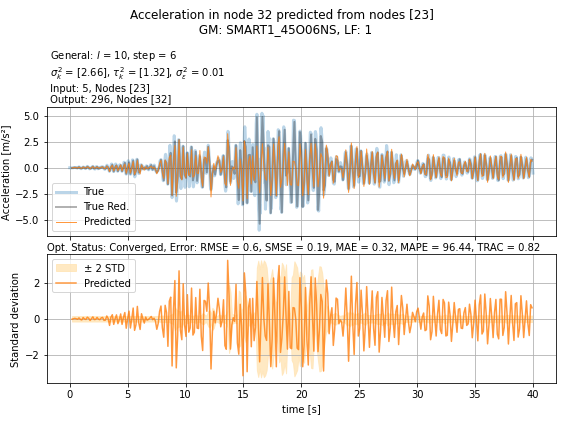 Acceleration in node 32 predicted from nodes [23]
GM: SMART1_45O06NS, LF: 1
General: l = 10, step = 6
σ²ₖ = [2.66], τ²ₖ = [1.32], σ²ε = 0.01
Input: 5, Nodes [23]
Output: 296, Nodes [32]
Acceleration [m/s²]
5.0
2.5
0.0
−2.5
−5.0
True
True Red.
Predicted
Opt. Status: Converged, Error: RMSE = 0.6, SMSE = 0.19, MAE = 0.32, MAPE = 96.44, TRAC = 0.82
Standard deviation
2
0
−2
± 2 STD
Predicted
0 5 10 15 20 25 30 35 40
time [s]